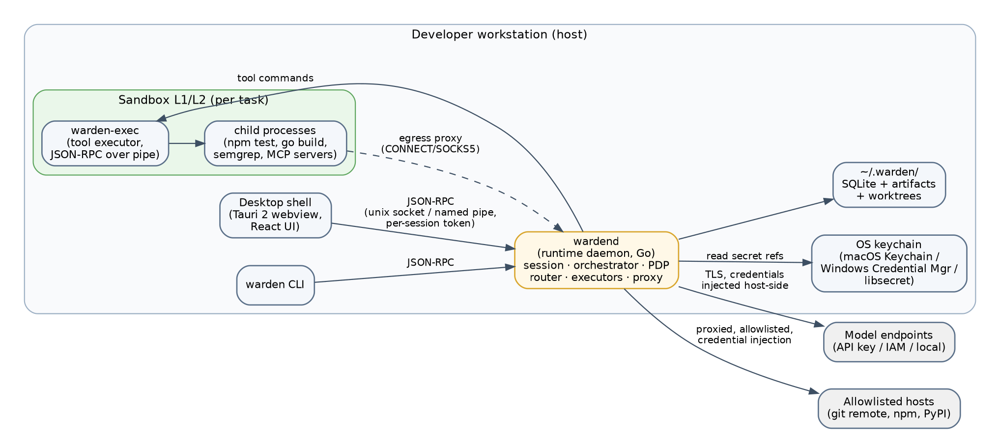 Developer workstation (host)
tool commands
Sandbox L1/L2 (per task)
warden-exec
(tool executor,
JSON-RPC over pipe)
child processes
(npm test, go build,
semgrep, MCP servers)
egress proxy
(CONNECT/SOCKS5)
~/.warden/
SQLite + artifacts
+ worktrees
Desktop shell
(Tauri 2 webview,
React UI)
JSON-RPC
(unix socket / named pipe,
per-session token)
wardend
(runtime daemon, Go)
session · orchestrator · PDP
router · executors · proxy
read secret refs
OS keychain
(macOS Keychain /
Windows Credential Mgr /
libsecret)
JSON-RPC
warden CLI
TLS, credentials
injected host-side
proxied, allowlisted,
credential injection
Model endpoints
(API key / IAM / local)
Allowlisted hosts
(git remote, npm, PyPI)